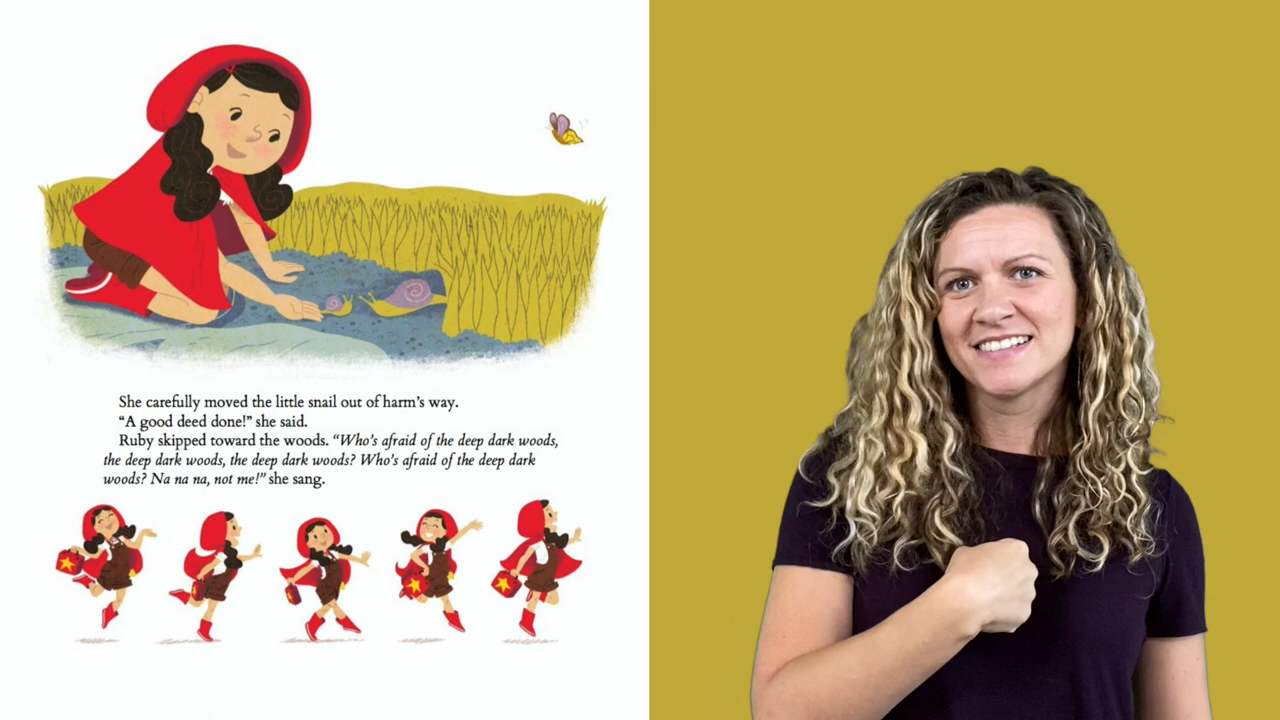 She carefully moved the little snail out of harm’s way.
“A good deed done!” she said.
Ruby skipped toward the woods. “Who’s afraid of the deep dark woods,
the deep dark woods, the deep dark woods? Who’s afraid of the deep dark
woods? Na na na, not me!” she sang.